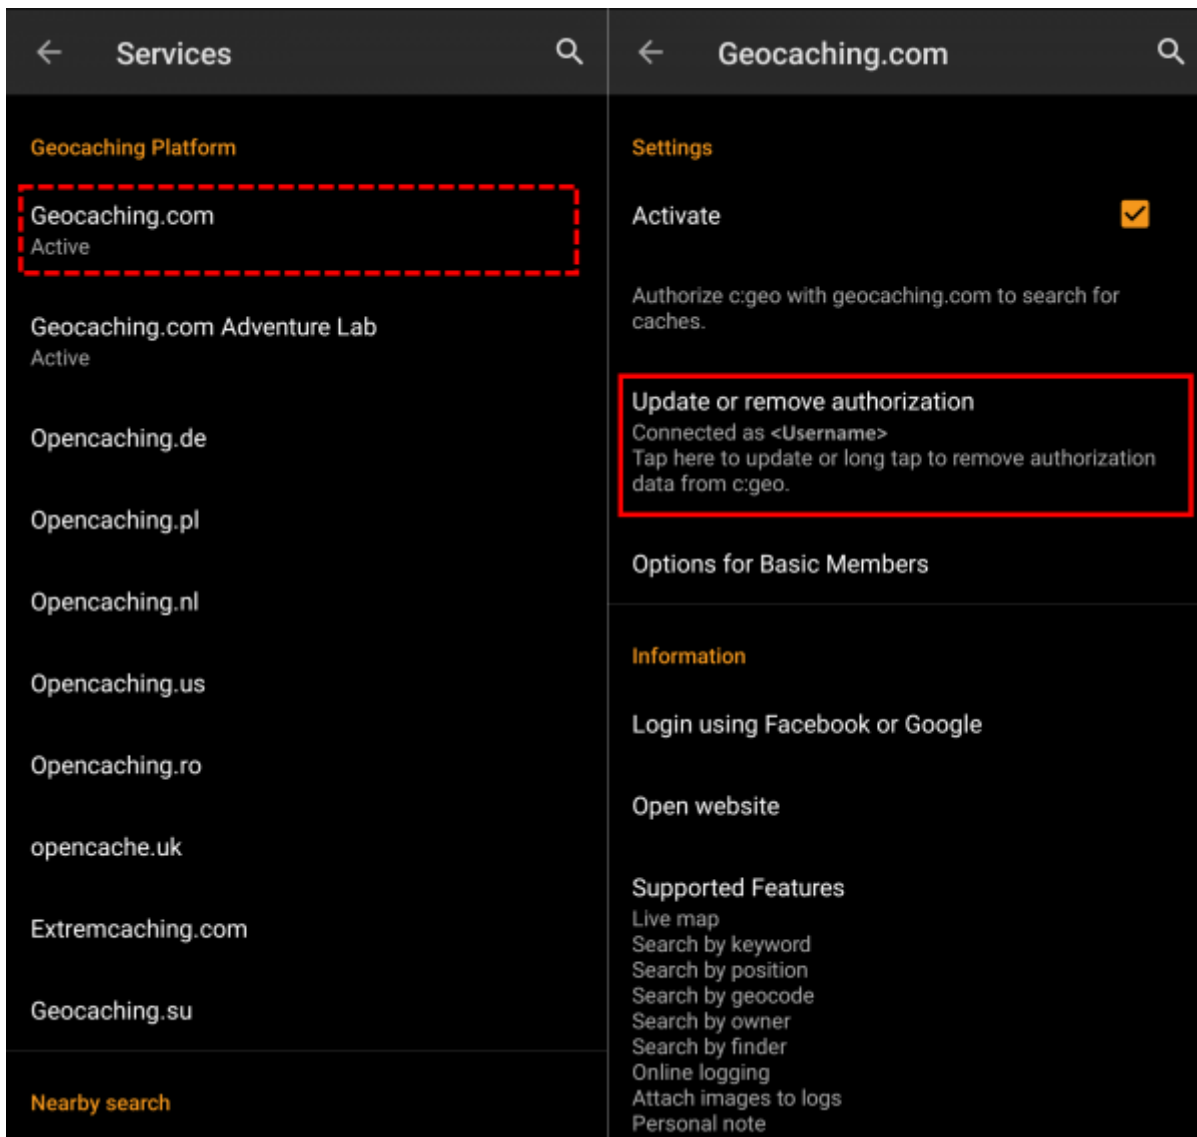 Services
Geocaching Platform
Geocaching.com
Active
Geocaching.com Adventure Lab
Active
Opencaching.de
Opencaching.pl
Opencaching.nl
Opencaching.us
Opencaching.ro
opencache.uk
Extremcaching.com
Geocaching.su
Nearby search
Geocaching.com
Settings
Activate
Authorize c:geo with geocaching.com to search for
caches.
Update or remove authorization
Connected as <Username>
Tap here to update or long tap to remove authorization
data from c:geo.
Options for Basic Members
Information
Login using Facebook or Google
Open website
Supported Features
Live map
Search by keyword
Search by position
Search by geocode
Search by owner
Search by finder
Online logging
Attach images to logs
Personal note